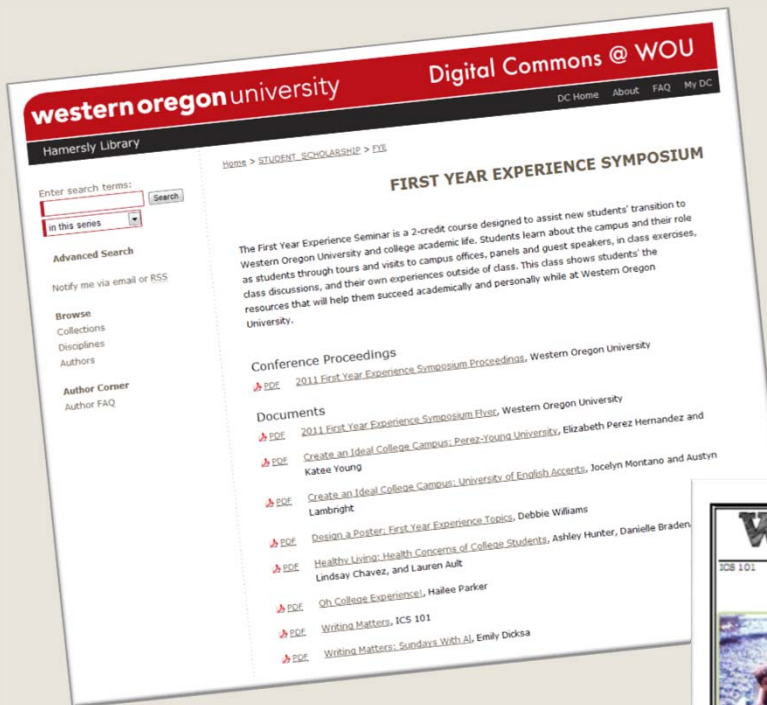 westernoregonuniversity
Digital Commons @ WOU
Hamersly Library
DC Home About FAQ My DC
Enter search terms:
Search
in this series
Advanced Search
Notify me via email or RSS
Browse
Collections
Disciplines
Authors
Author Corner
Author FAQ
Home > STUDENT_SCHOLARSHIP > FYE
FIRST YEAR EXPERIENCE SYMPOSIUM
The First Year Experience Seminar is a 2-credit course designed to assist new students' transition to
Western Oregon University and college academic life. Students learn about the campus and their role
as students through tours and visits to campus offices, panels and guest speakers, in class exercises,
class discussions, and their own experiences outside of class. This class shows students' the
resources that will help them succeed academically and personally while at Western Oregon
University.
Conference Proceedings
PDF 2011 First Year Experience Symposium Proceedings, Western Oregon University
Documents
PDF 2011 First Year Experience Symposium Flyer, Western Oregon University
PDF Create an Ideal College Campus: Perez-Young University, Elizabeth Perez Hernandez and
Katee Young
PDF Create an Ideal College Campus: University of English Accents, Jocelyn Montano and Austyn
Lambright
PDF Design a Poster: First Year Experience Topics, Debbie Williams
PDF Healthy Living: Health Concerns of College Students, Ashley Hunter, Danielle Braden,
Lindsay Chavez, and Lauren Ault
PDF Oh College Experience!, Hailee Parker
PDF Writing Matters, ICS 101
PDF Writing Matters: Sundays With Al, Emily Dicksa
W
ICS 101